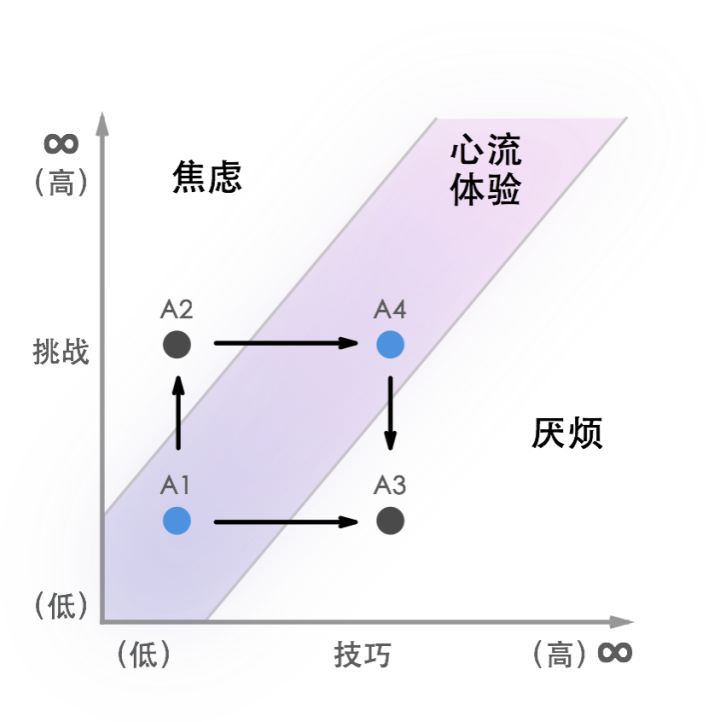 ∞
（高）
焦虑
心流
体验
A2
A4
挑战
厌烦
A1
A3
（低）
（低）
技巧
（高）∞